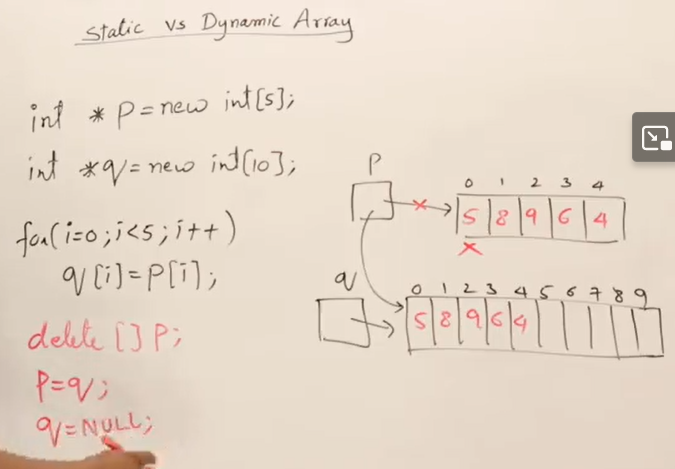 Static vs Dynamic Array
int * p = new int[5];
int *q = new int[10];
for(i=0;i<5;i++)
q[i]=p[i];
delete [] p;
p=q;
q=NULL;
p
0 1 2 3 4
5 8 9 6 4
q
0 1 2 3 4 5 6 7 8 9
5 8 9 6 4